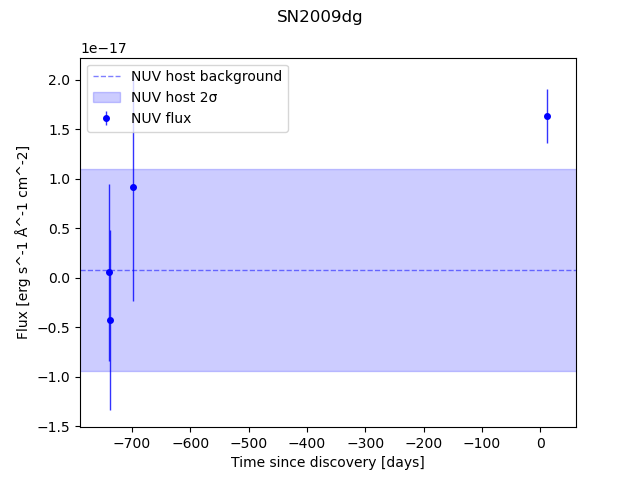 SN2009dg
1e−17
NUV host background
NUV host 2σ
NUV flux
2.0
1.5
1.0
0.5
0.0
−0.5
−1.0
−1.5
Flux [erg s^-1 Å^-1 cm^-2]
−700 −600 −500 −400 −300 −200 −100 0
Time since discovery [days]